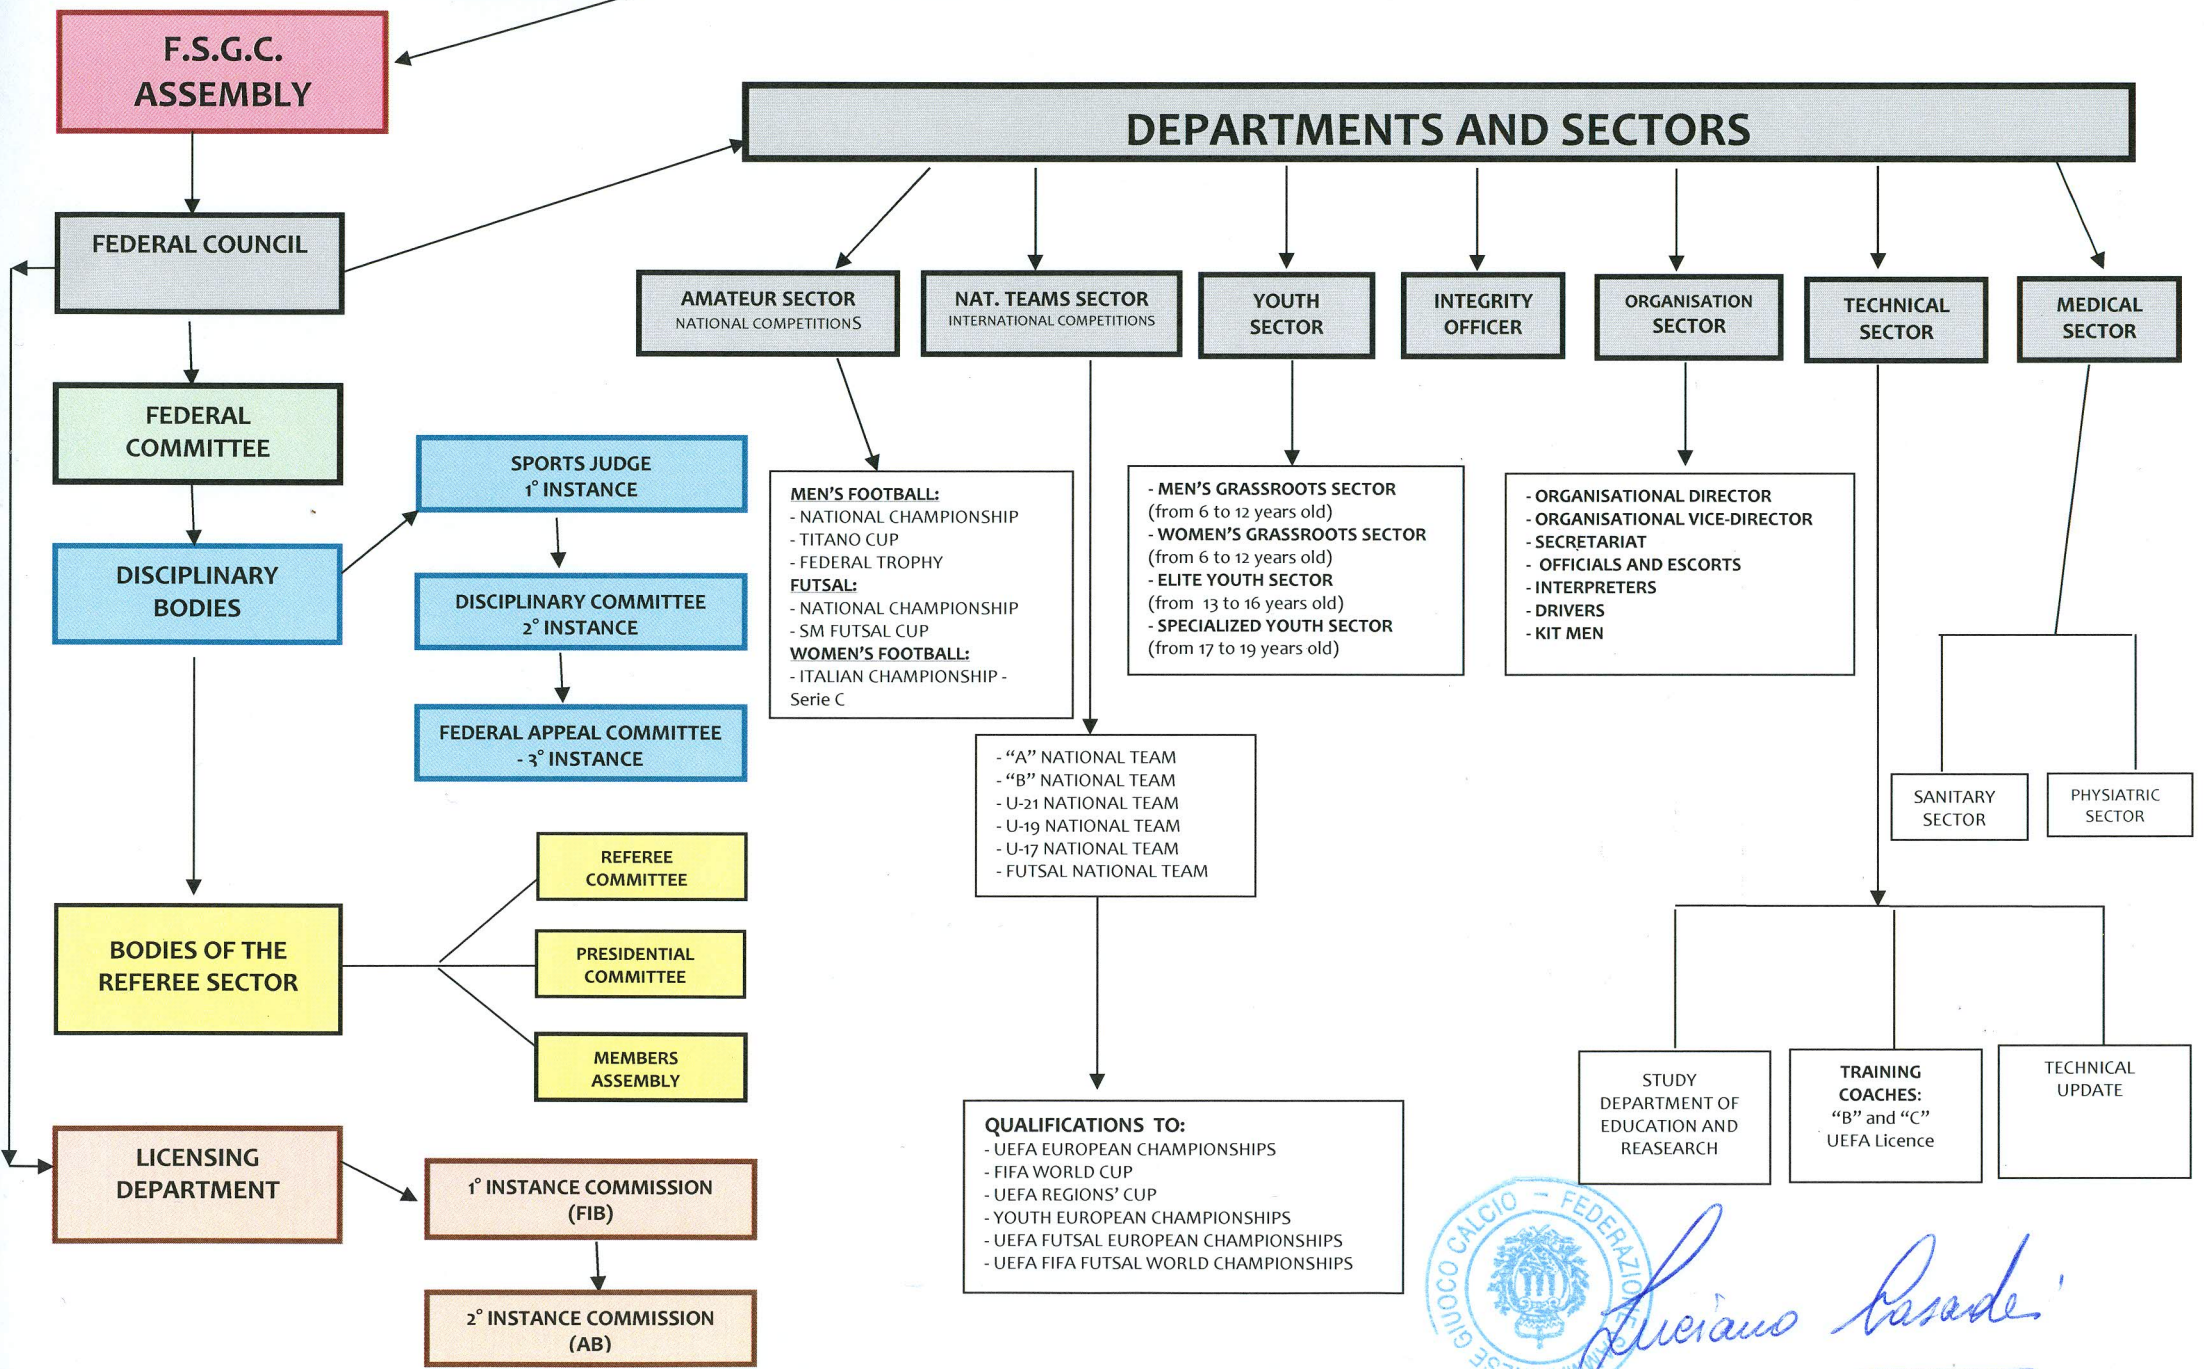 F.S.G.C.
ASSEMBLY
DEPARTMENTS AND SECTORS
FEDERAL COUNCIL
AMATEUR SECTOR
NATIONAL COMPETITIONS
NAT. TEAMS SECTOR
INTERNATIONAL COMPETITIONS
YOUTH
SECTOR
INTEGRITY
OFFICER
ORGANISATION
SECTOR
TECHNICAL
SECTOR
MEDICAL
SECTOR
FEDERAL
COMMITTEE
SPORTS JUDGE
1° INSTANCE
DISCIPLINARY
BODIES
DISCIPLINARY COMMITTEE
2° INSTANCE
FEDERAL APPEAL COMMITTEE
- 3° INSTANCE
MEN'S FOOTBALL:
- NATIONAL CHAMPIONSHIP
- TITANO CUP
- FEDERAL TROPHY
FUTSAL:
- NATIONAL CHAMPIONSHIP
- SM FUTSAL CUP
WOMEN'S FOOTBALL:
- ITALIAN CHAMPIONSHIP -
Serie C
- MEN'S GRASSROOTS SECTOR
(from 6 to 12 years old)
- WOMEN'S GRASSROOTS SECTOR
(from 6 to 12 years old)
- ELITE YOUTH SECTOR
(from 13 to 16 years old)
- SPECIALIZED YOUTH SECTOR
(from 17 to 19 years old)
- ORGANISATIONAL DIRECTOR
- ORGANISATIONAL VICE-DIRECTOR
- SECRETARIAT
- OFFICIALS AND ESCORTS
- INTERPRETERS
- DRIVERS
- KIT MEN
- "A" NATIONAL TEAM
- "B" NATIONAL TEAM
- U-21 NATIONAL TEAM
- U-19 NATIONAL TEAM
- U-17 NATIONAL TEAM
- FUTSAL NATIONAL TEAM
SANITARY
SECTOR
PHYSIATRIC
SECTOR
REFEREE
COMMITTEE
BODIES OF THE
REFEREE SECTOR
PRESIDENTIAL
COMMITTEE
MEMBERS
ASSEMBLY
STUDY
DEPARTMENT OF
EDUCATION AND
REASEARCH
TRAINING
COACHES:
"B" and "C"
UEFA Licence
TECHNICAL
UPDATE
QUALIFICATIONS TO:
- UEFA EUROPEAN CHAMPIONSHIPS
- FIFA WORLD CUP
- UEFA REGIONS' CUP
- YOUTH EUROPEAN CHAMPIONSHIPS
- UEFA FUTSAL EUROPEAN CHAMPIONSHIPS
- UEFA FIFA FUTSAL WORLD CHAMPIONSHIPS
LICENSING
DEPARTMENT
1° INSTANCE COMMISSION
(FIB)
2° INSTANCE COMMISSION
(AB)
GIUOCO CALCIO - FEDERAZIONE
Luciano Casadei